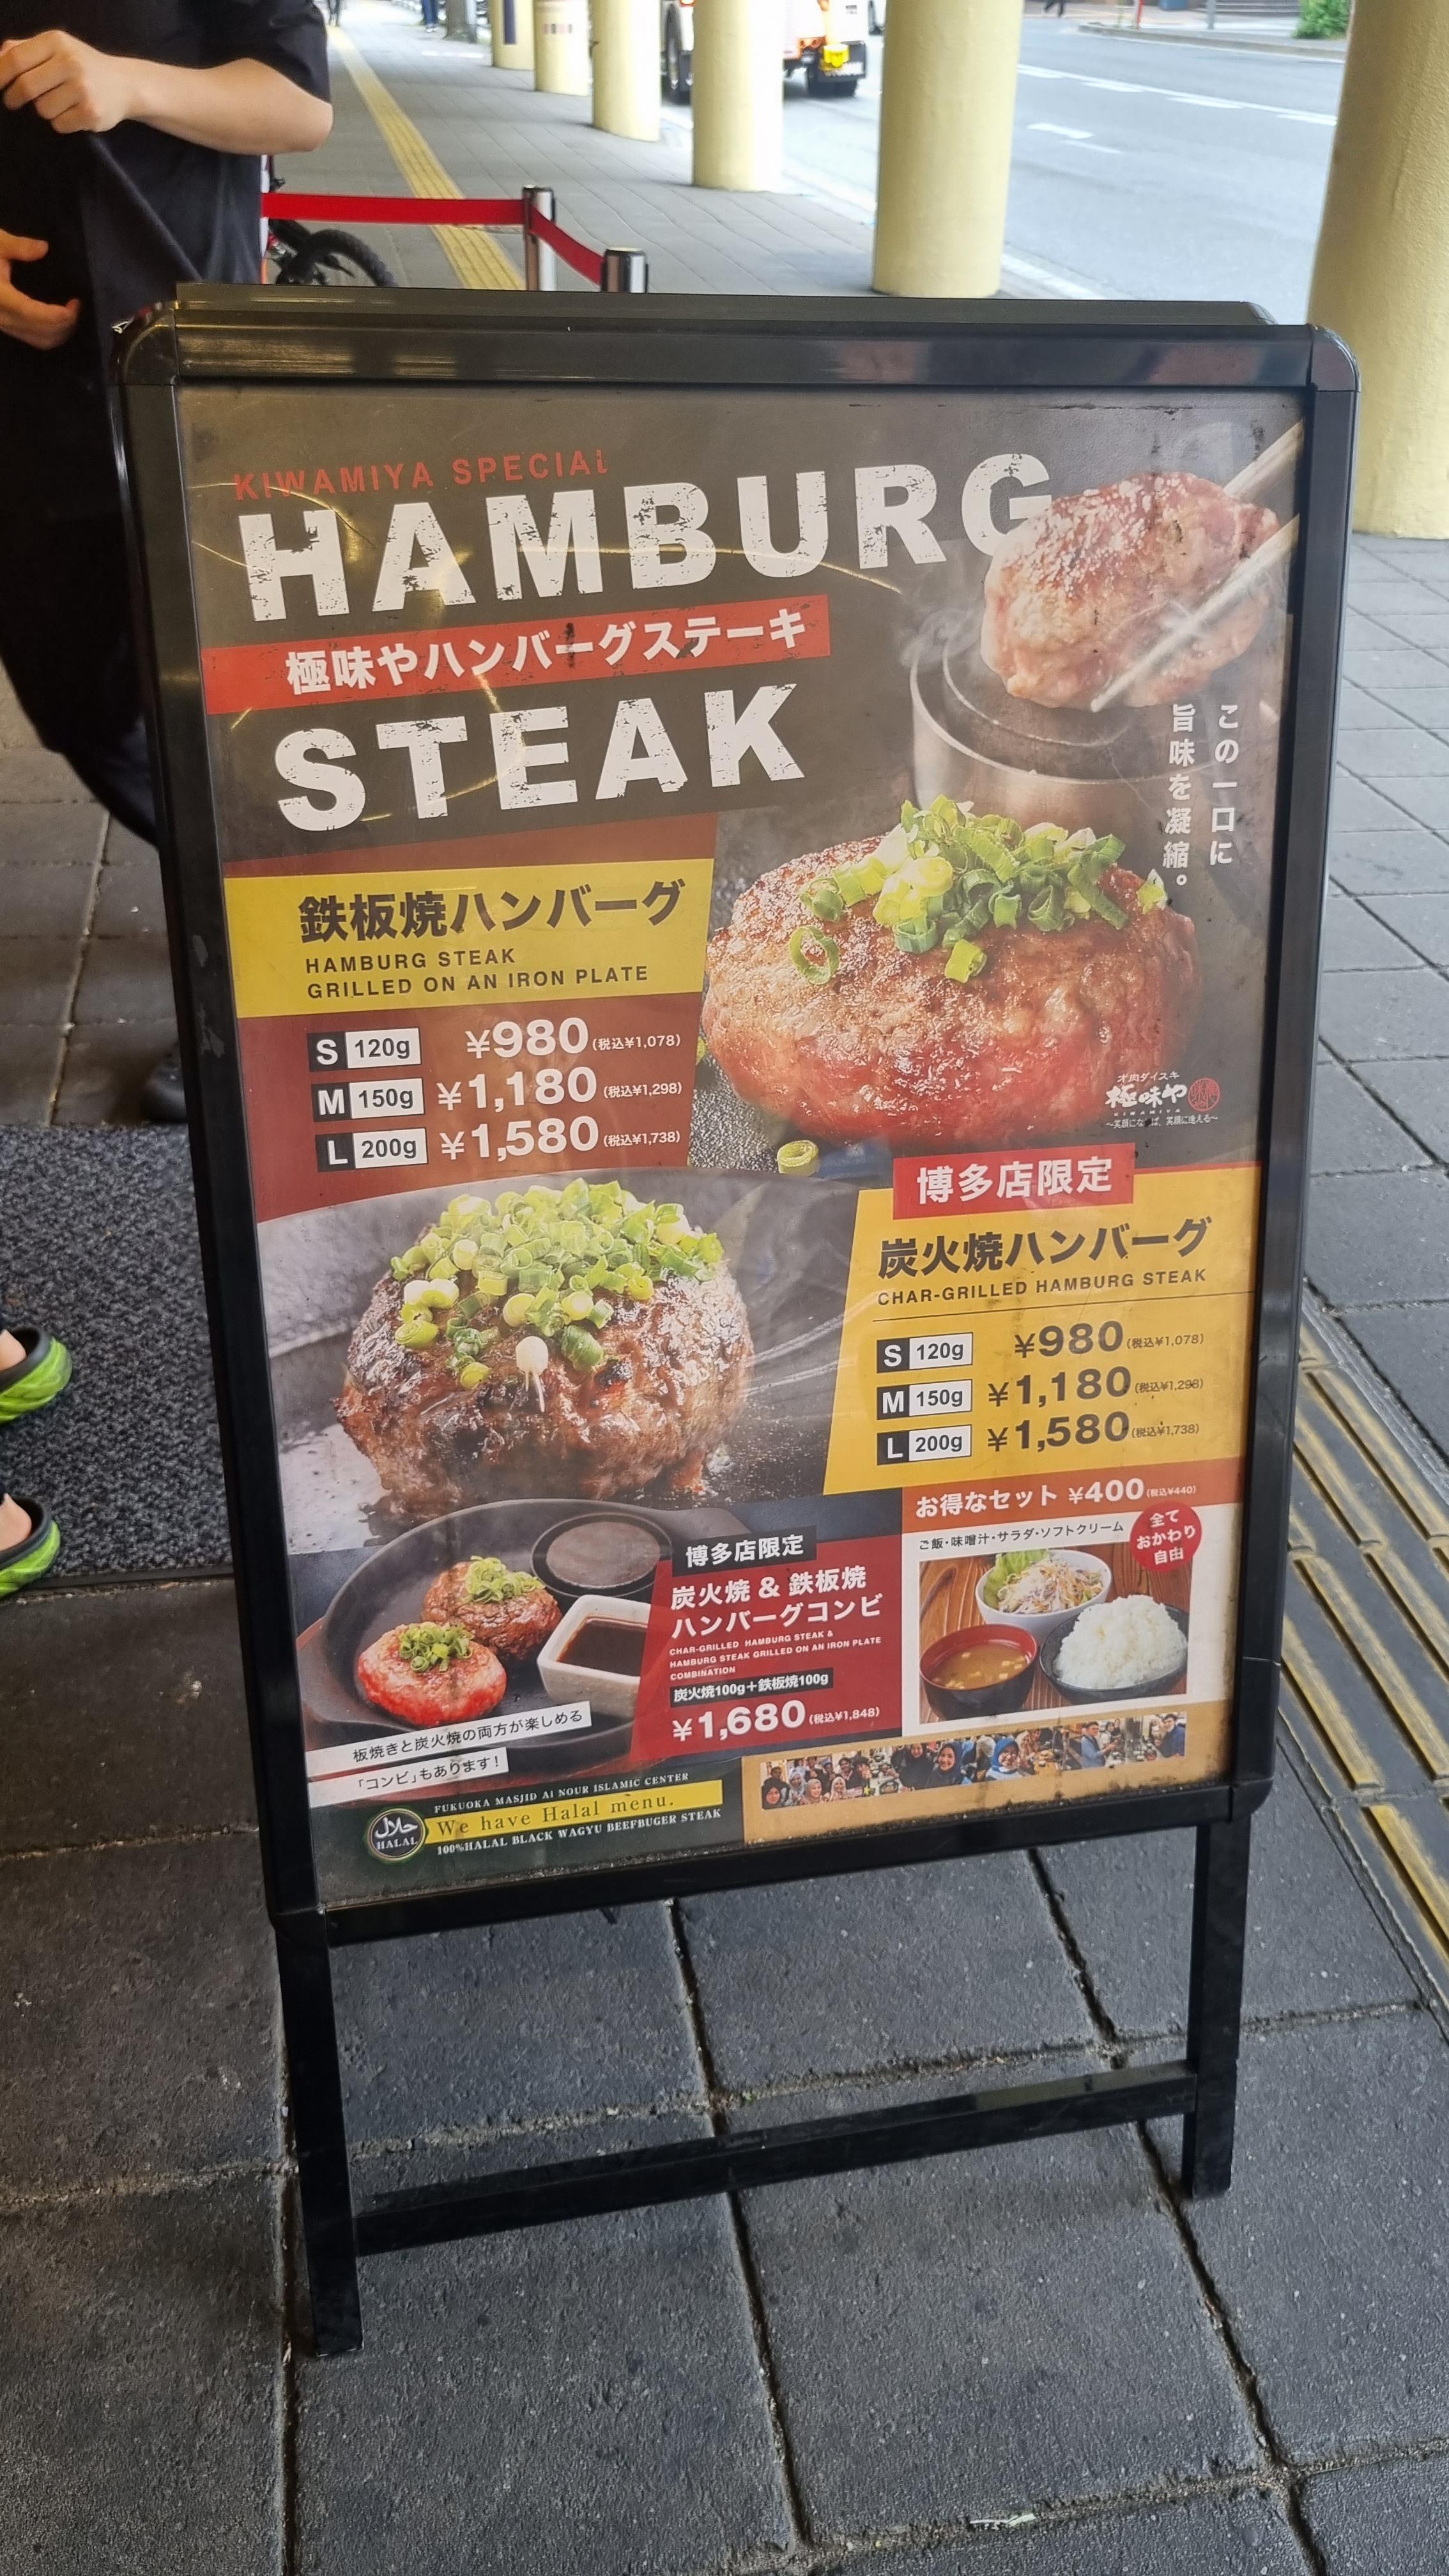 KIWAMIYA SPECIAL
HAMBURG
極味やハンバーグステーキ
STEAK
この一口に
旨味を凝縮。
鉄板焼ハンバーグ
HAMBURG STEAK
GRILLED ON AN IRON PLATE
S 120g ¥980(税込¥1,078)
M 150g ¥1,180(税込¥1,298)
L 200g ¥1,580(税込¥1,738)
オ肉ダイスキ
極味や
KIWAMIYA
博多店限定
炭火焼ハンバーグ
CHAR-GRILLED HAMBURG STEAK
S 120g ¥980(税込¥1,078)
M 150g ¥1,180(税込¥1,298)
L 200g ¥1,580(税込¥1,738)
お得なセット ¥400(税込¥440)
ご飯・味噌汁・サラダ・ソフトクリーム
全て
おかわり
自由
博多店限定
炭火焼 & 鉄板焼
ハンバーグコンビ
CHAR-GRILLED HAMBURG STEAK &
HAMBURG STEAK GRILLED ON AN IRON PLATE
COMBINATION
炭火焼100g+鉄板焼100g
¥1,680(税込¥1,848)
板焼きと炭火焼の両方が楽しめる
「コンビ」もあります!
FUKUOKA MASJID Al NOUR ISLAMIC CENTER
We have Halal menu.
100%HALAL BLACK WAGYU BEEFBUGER STEAK
حلال
HALAL